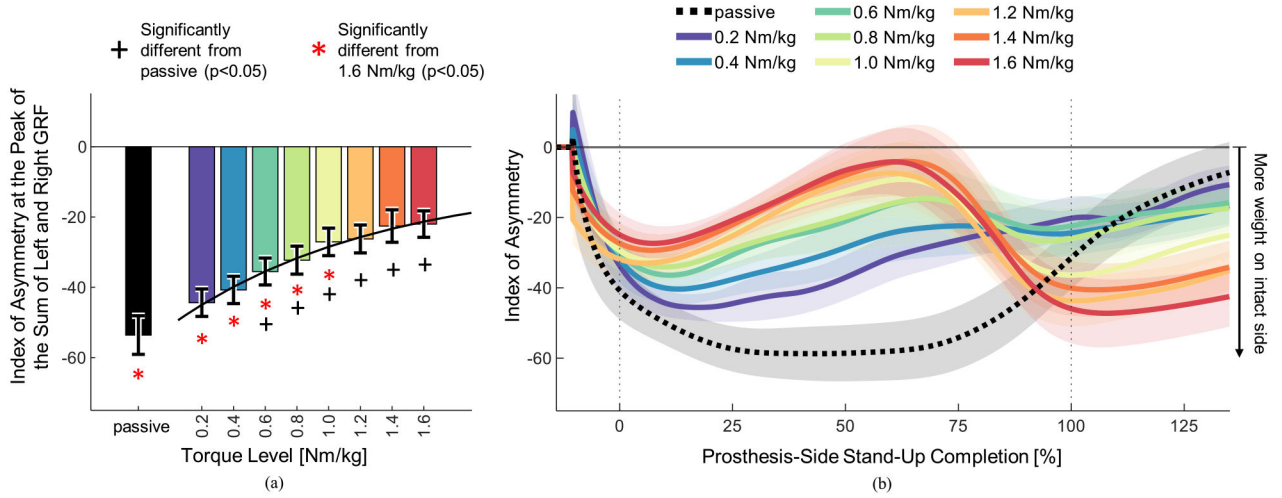 + Significantly
different from
passive (p<0.05)
* Significantly
different from
1.6 Nm/kg (p<0.05)
Index of Asymmetry at the Peak of
the Sum of Left and Right GRF
0
-20
-40
-60
*
*
*
*
+
*
+
*
+
+
+
+
passive
0.2
0.4
0.6
0.8
1.0
1.2
1.4
1.6
Torque Level [Nm/kg]
(a)
passive
0.2 Nm/kg
0.4 Nm/kg
0.6 Nm/kg
0.8 Nm/kg
1.0 Nm/kg
1.2 Nm/kg
1.4 Nm/kg
1.6 Nm/kg
Index of Asymmetry
0
-20
-40
-60
More weight on intact side
0
25
50
75
100
125
Prosthesis-Side Stand-Up Completion [%]
(b)